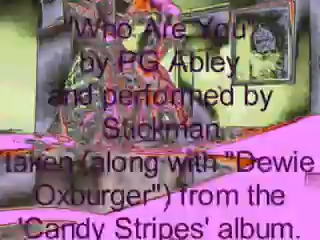 'Who Are You'
by PG Abley
and performed by
Stickman
taken (along with "Dewie
Oxburger") from the
'Candy Stripes' album.